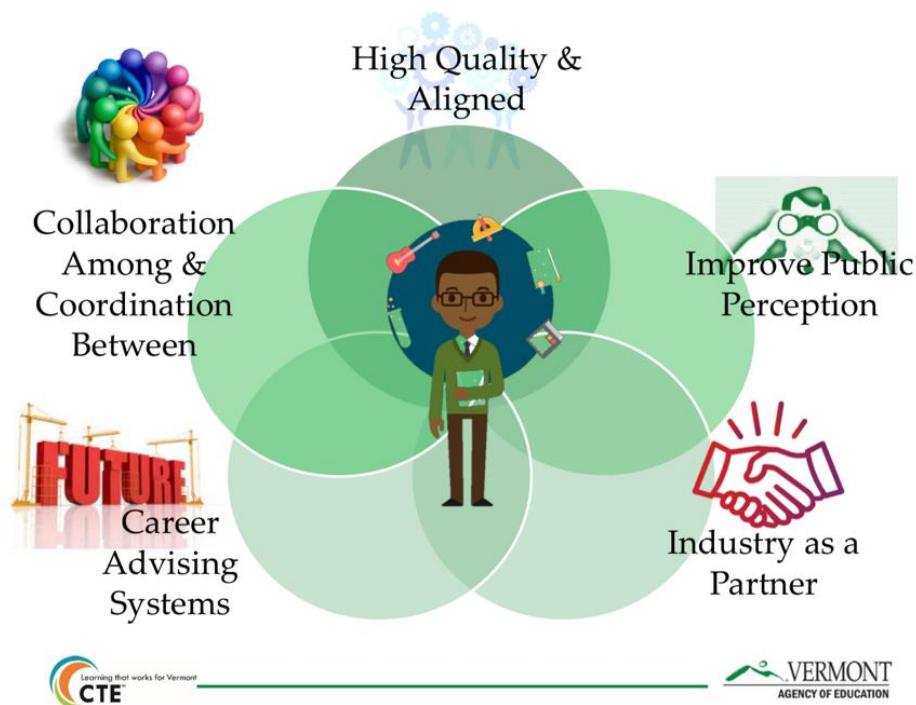 High Quality &
Aligned
Collaboration
Among &
Coordination
Between
Improve Public
Perception
FUTURE
Career
Advising
Systems
Industry as a
Partner
Learning that works for Vermont
CTE™
VERMONT
AGENCY OF EDUCATION